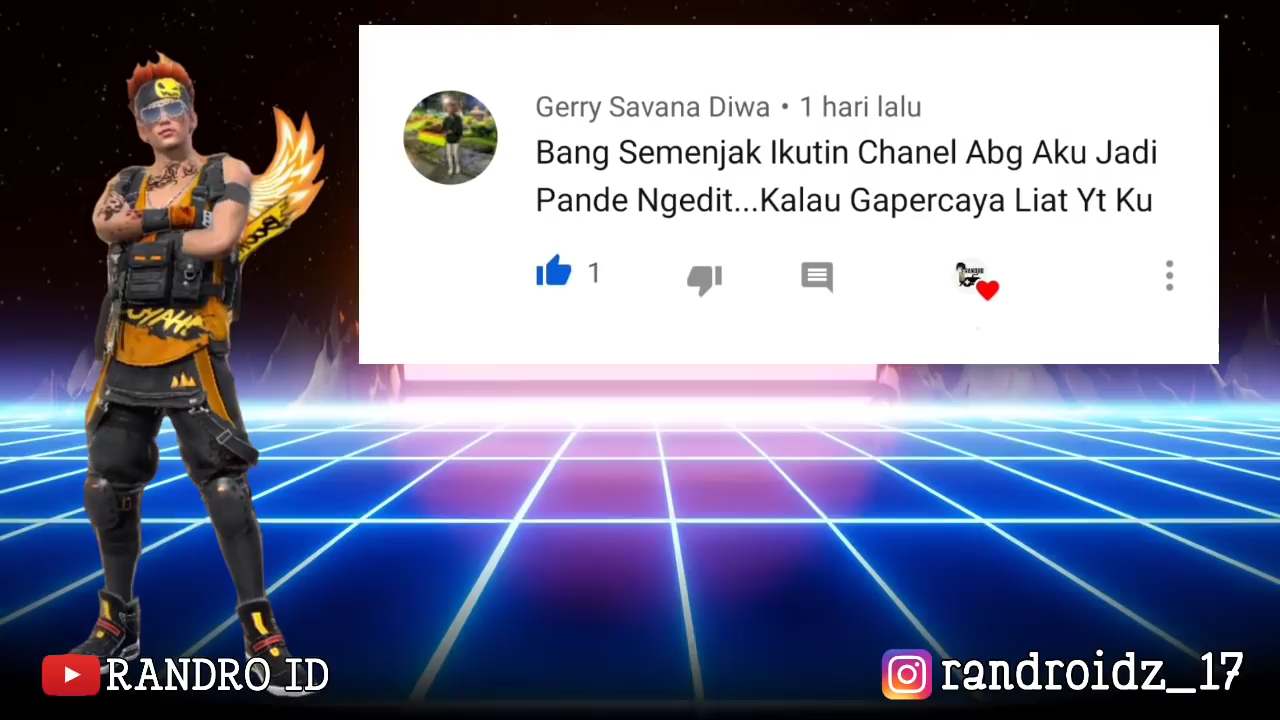 Gerry Savana Diwa • 1 hari lalu
Bang Semenjak Ikutin Chanel Abg Aku Jadi
Pande Ngedit...Kalau Gapercaya Liat Yt Ku
1
RANDRO
RANDRO ID
randroidz_17